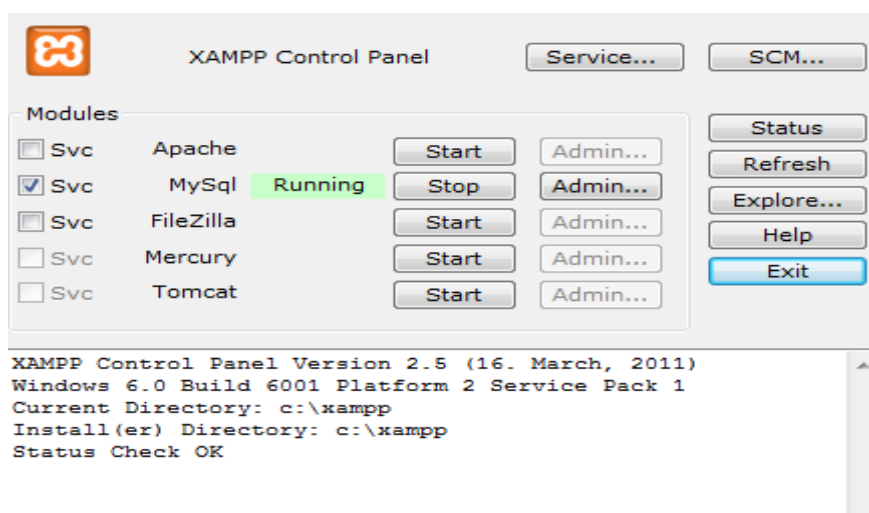 XAMPP Control Panel Service... SCM...
Modules
Svc Apache Start Admin... Status
Svc MySql Running Stop Admin... Refresh
Svc FileZilla Start Admin... Explore...
Svc Mercury Start Admin... Help
Svc Tomcat Start Admin... Exit
XAMPP Control Panel Version 2.5 (16. March, 2011)
Windows 6.0 Build 6001 Platform 2 Service Pack 1
Current Directory: c:\xampp
Install(er) Directory: c:\xampp
Status Check OK